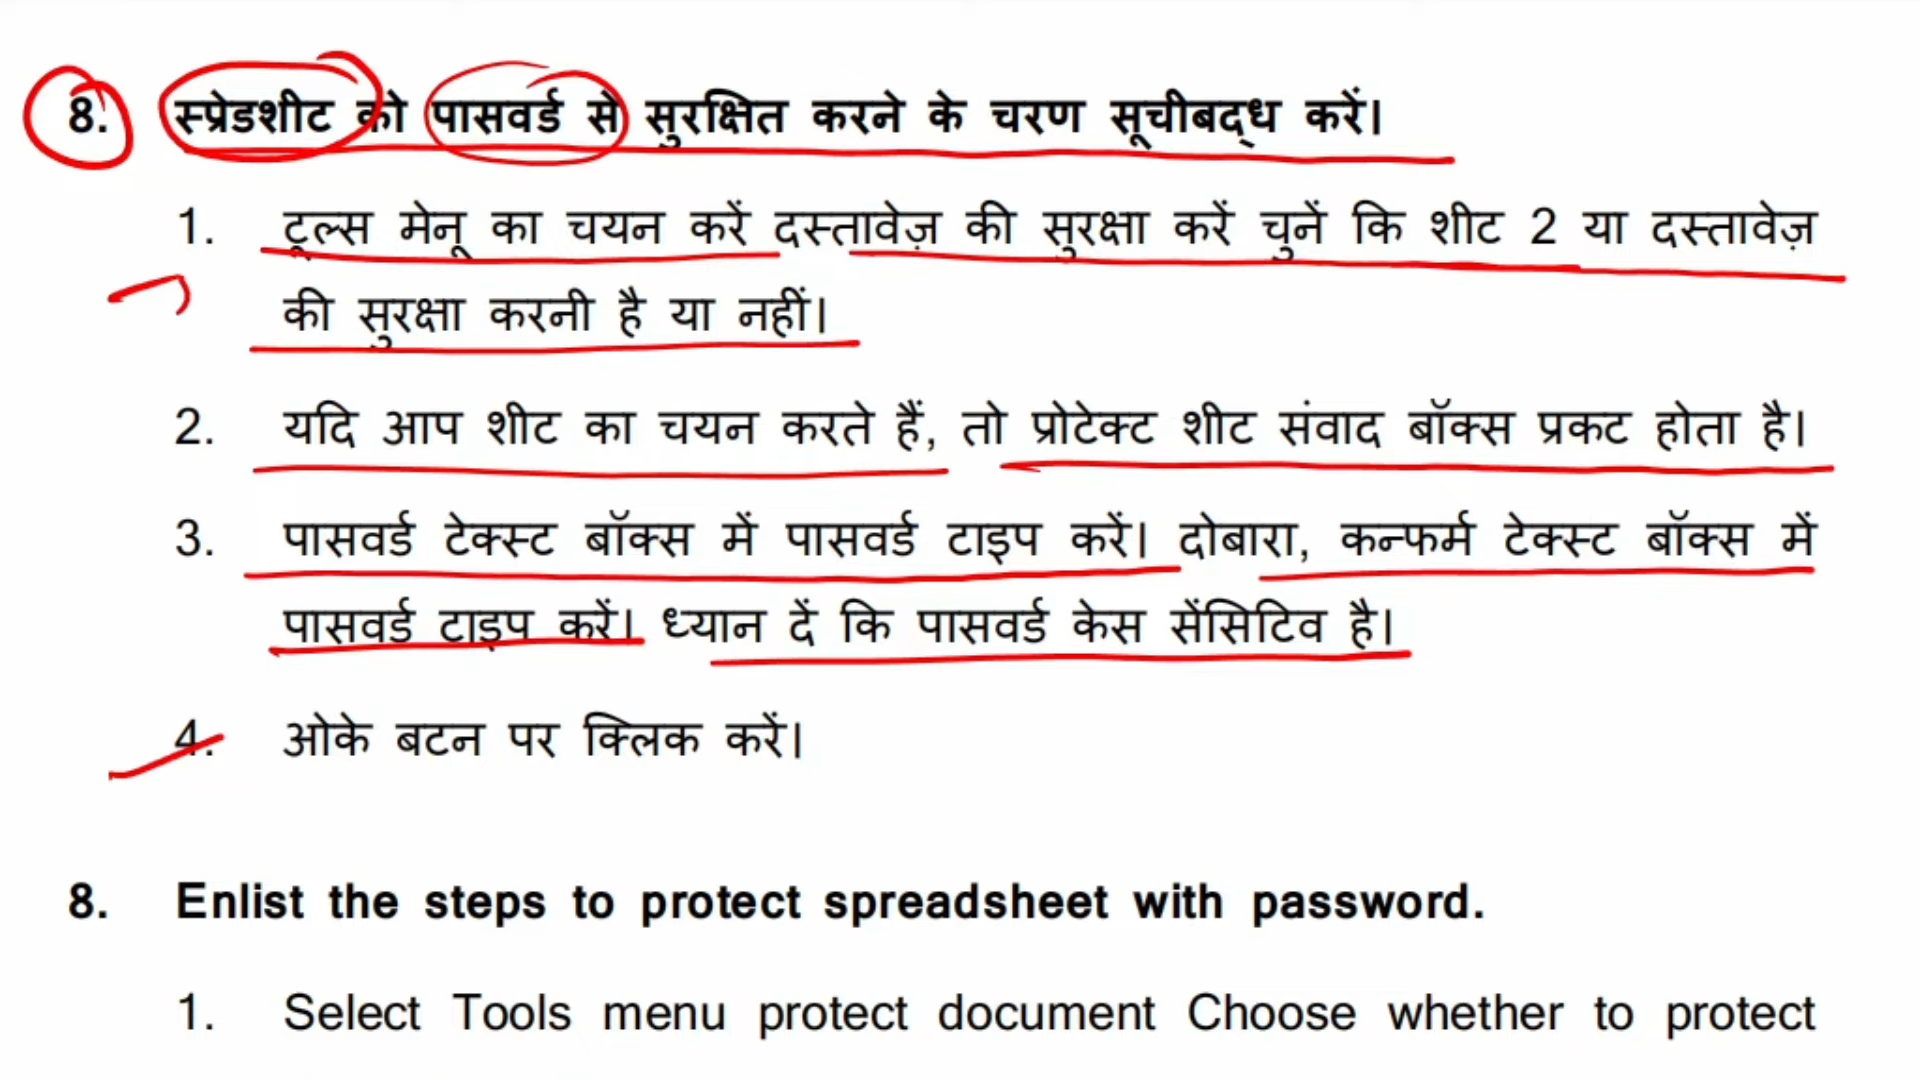 8. स्प्रेडशीट को पासवर्ड से सुरक्षित करने के चरण सूचीबद्ध करें।
1. टूल्स मेनू का चयन करें दस्तावेज़ की सुरक्षा करें चुनें कि शीट 2 या दस्तावेज़
की सुरक्षा करनी है या नहीं।
2. यदि आप शीट का चयन करते हैं, तो प्रोटेक्ट शीट संवाद बॉक्स प्रकट होता है।
3. पासवर्ड टेक्स्ट बॉक्स में पासवर्ड टाइप करें। दोबारा, कन्फर्म टेक्स्ट बॉक्स में
पासवर्ड टाइप करें। ध्यान दें कि पासवर्ड केस सेंसिटिव है।
4. ओके बटन पर क्लिक करें।
8. Enlist the steps to protect spreadsheet with password.
1. Select Tools menu protect document Choose whether to protect